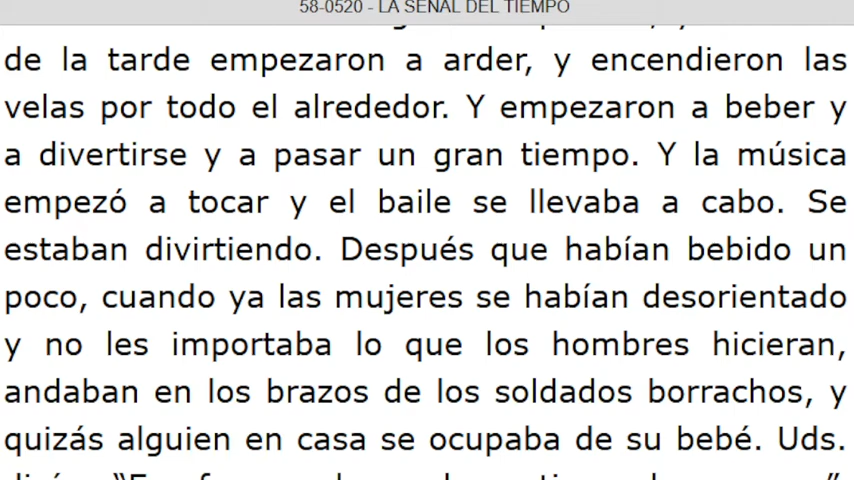 58-0520 - LA SEÑAL DEL TIEMPO
de la tarde empezaron a arder, y encendieron las
velas por todo el alrededor. Y empezaron a beber y
a divertirse y a pasar un gran tiempo. Y la música
empezó a tocar y el baile se llevaba a cabo. Se
estaban divirtiendo. Después que habían bebido un
poco, cuando ya las mujeres se habían desorientado
y no les importaba lo que los hombres hicieran,
andaban en los brazos de los soldados borrachos, y
quizás alguien en casa se ocupaba de su bebé. Uds.